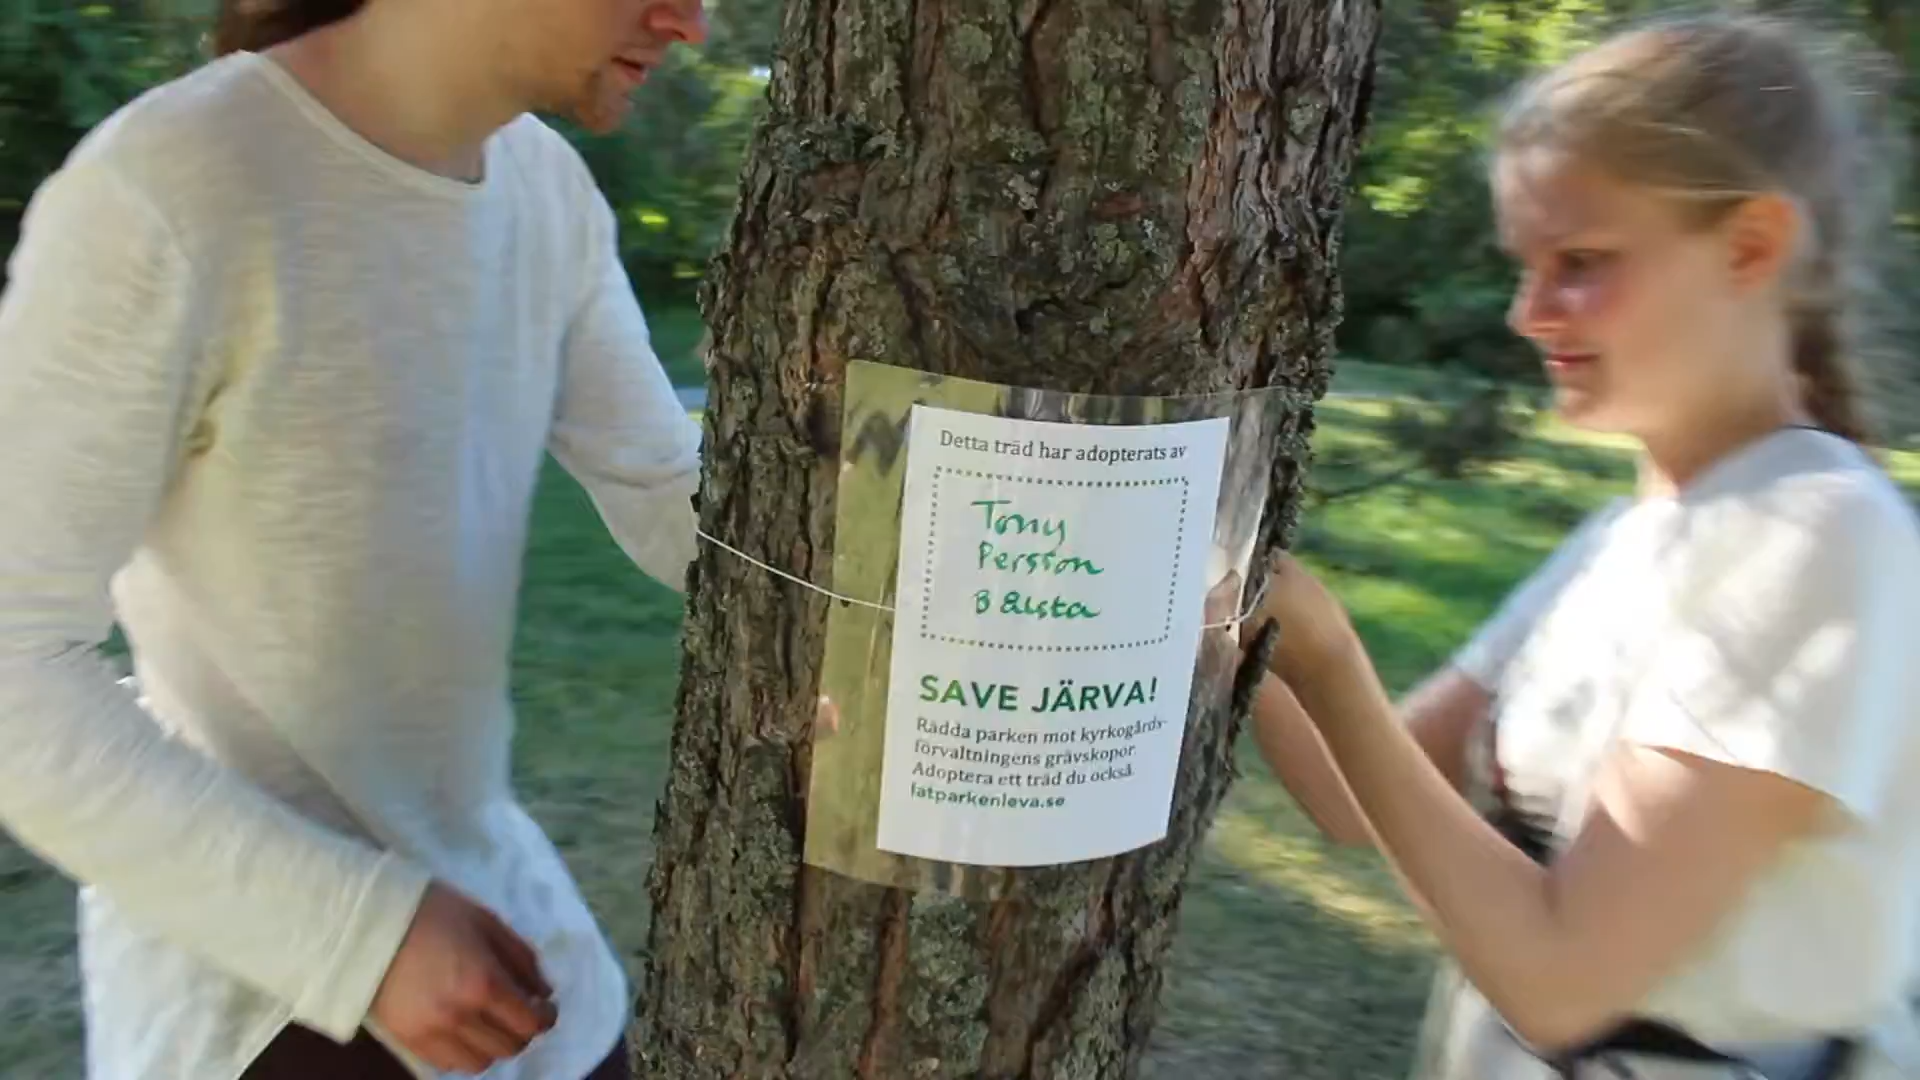 Detta träd har adopterats av
Tony
Persson
Bålsta
SAVE JÄRVA!
Rädda parken mot kyrkogårds-
förvaltningens grävskopor.
Adoptera ett träd du också.
latparkenleva.se